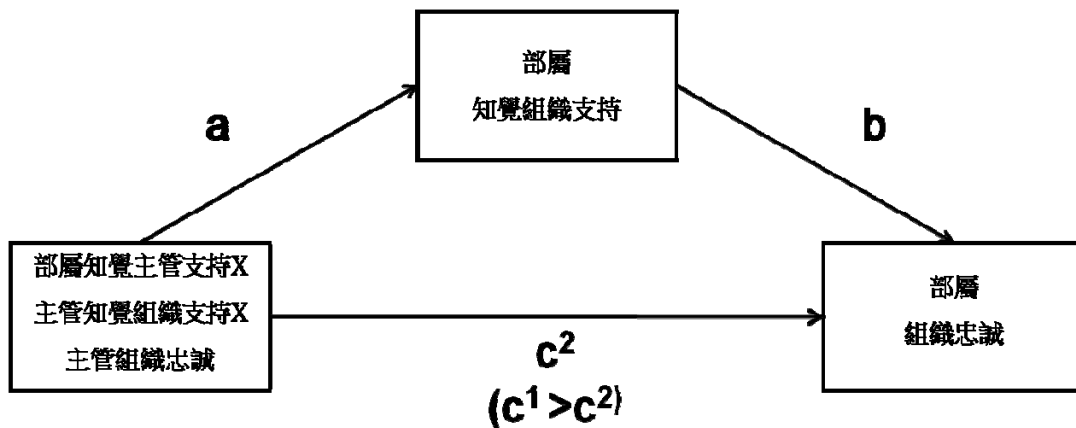 部屬
知覺組織支持
a
b
部屬知覺主管支持X
主管知覺組織支持X
主管組織忠誠
部屬
組織忠誠
c²
(c¹>c²)